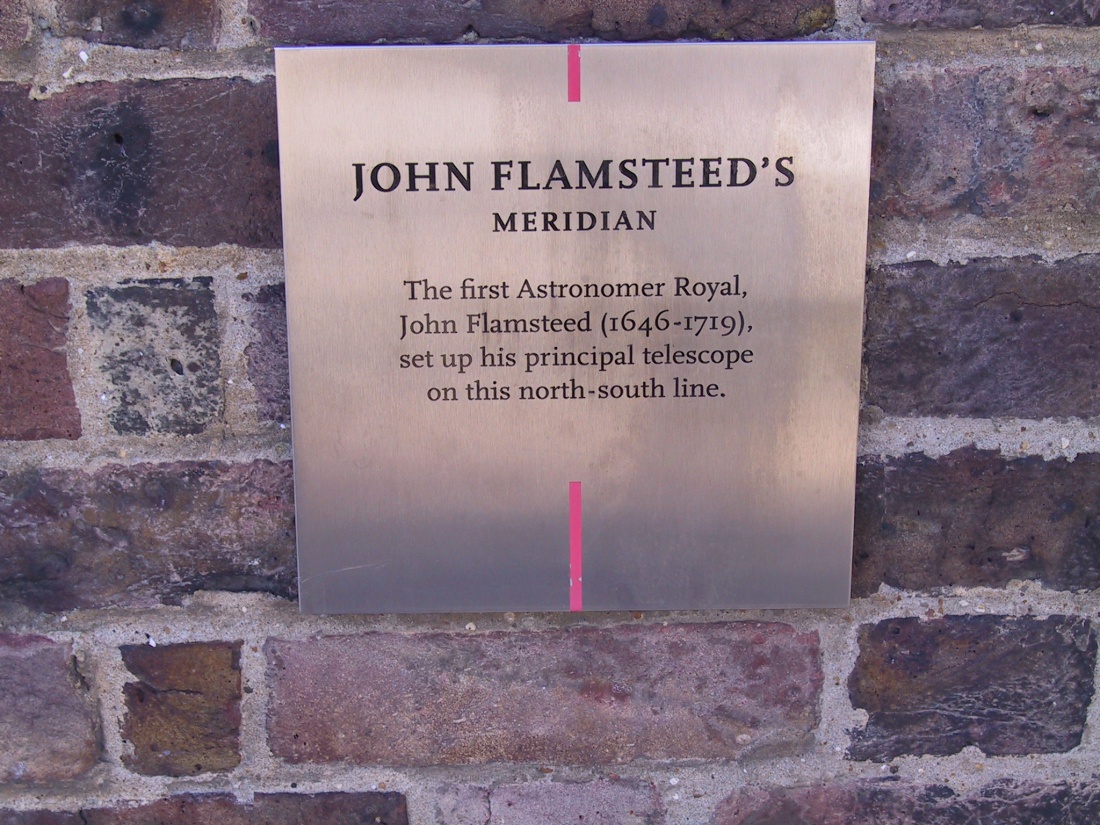 JOHN FLAMSTEED'S
MERIDIAN
The first Astronomer Royal,
John Flamsteed (1646-1719),
set up his principal telescope
on this north-south line.